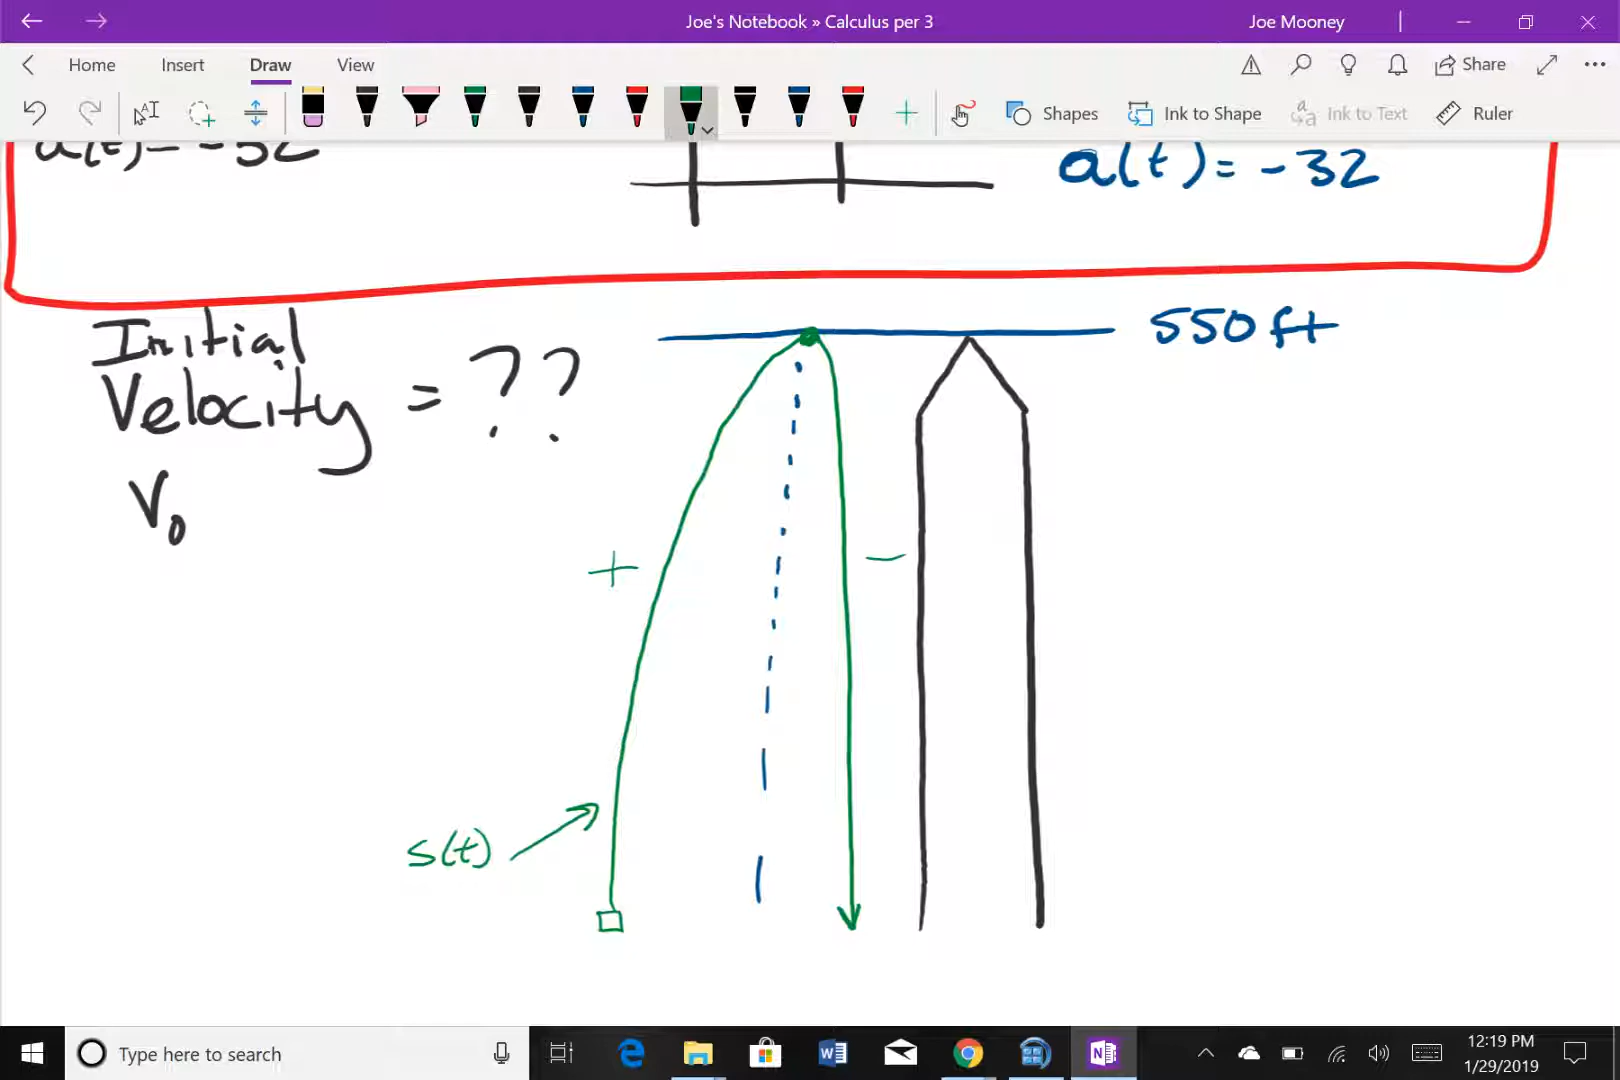 Joe's Notebook » Calculus per 3
Joe Mooney
Home Insert Draw View
Share
Shapes Ink to Shape Ink to Text Ruler
a(t)= -32
a(t)= -32
Initial
Velocity = ??
V₀
550 ft
+
−
s(t)
Type here to search
12:19 PM
1/29/2019